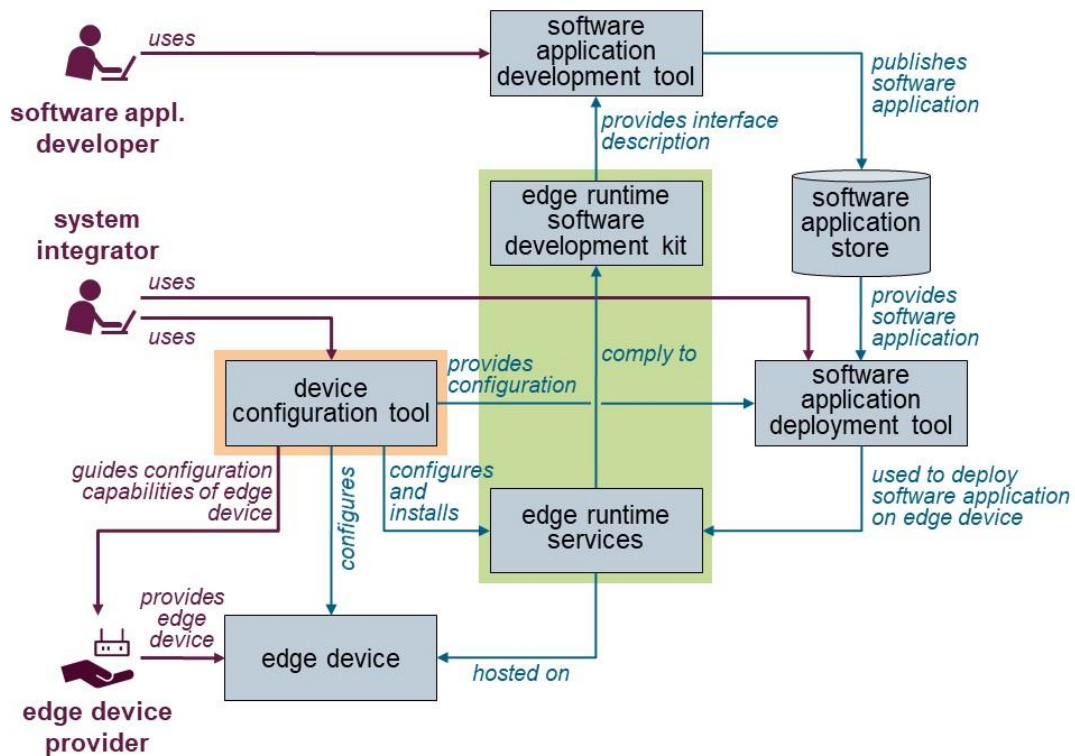 uses
software
application
development tool
software appl.
developer
publishes
software
application
provides interface
description
edge runtime
software
development kit
software
application
store
system
integrator
uses
uses
provides
software
application
comply to
provides
configuration
device
configuration tool
software
application
deployment tool
guides configuration
capabilities of edge
device
configures
configures
and
installs
edge runtime
services
used to deploy
software application
on edge device
provides
edge
device
edge device
hosted on
edge device
provider